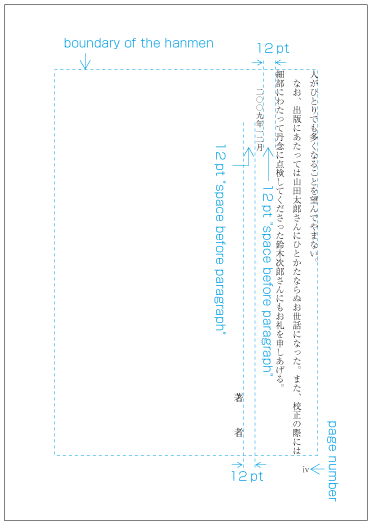 boundary of the hanmen
12 pt
人がひとりでも多くなることを望んでやまない。
なお、出版にあたっては山田太郎さんにひとかたならぬお世話になった。また、校正の際には
細部にわたって丹念に点検してくださった鈴木次郎さんにもお礼を申しあげる。
二〇〇九年一二月
著 者
12 pt "space before paragraph"
12 pt "space before paragraph"
12 pt
iv
page number